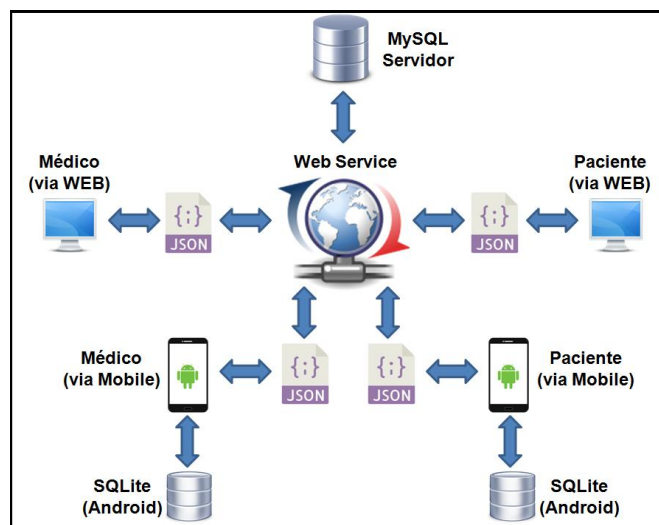 MySQL
Servidor
Médico
(via WEB)
Web Service
Paciente
(via WEB)
{;}
JSON
{;}
JSON
Médico
(via Mobile)
{;}
JSON
{;}
JSON
Paciente
(via Mobile)
SQLite
(Android)
SQLite
(Android)